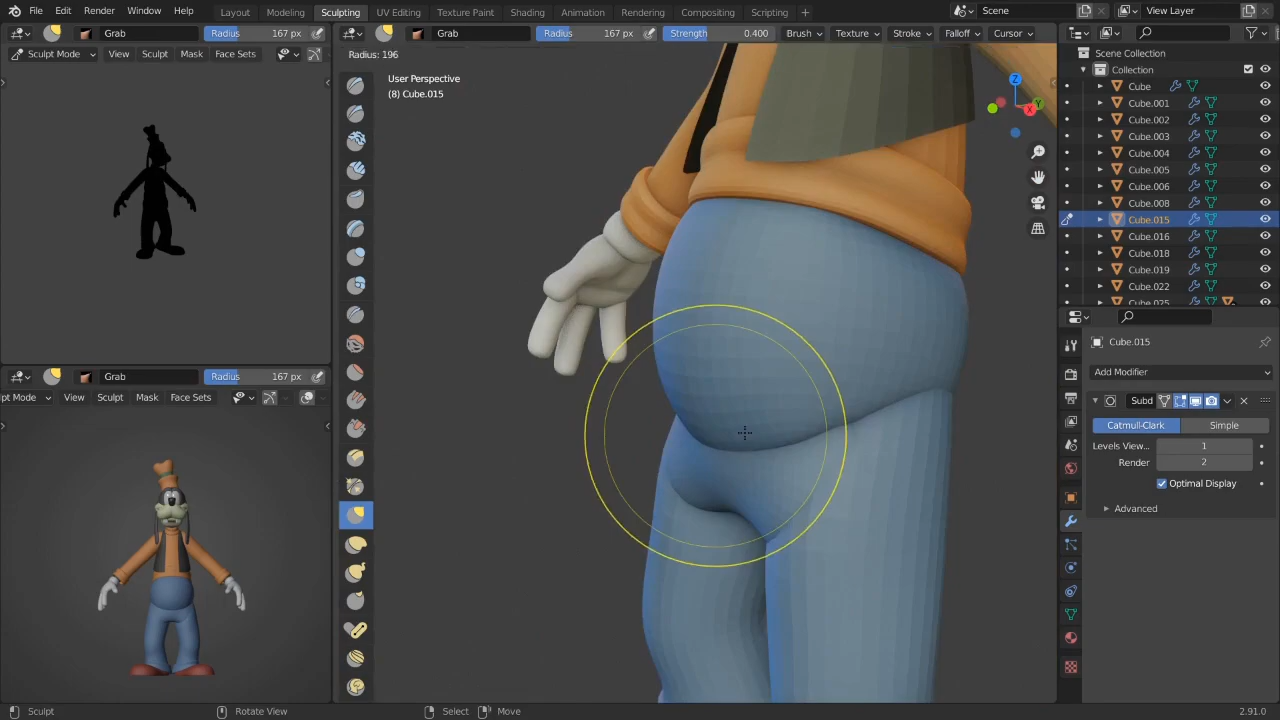 File Edit Render Window Help Layout Modeling Sculpting UV Editing Texture Paint Shading Animation Rendering Compositing Scripting + Scene View Layer
Grab Radius 167 px
Sculpt Mode View Sculpt Mask Face Sets
Grab Radius 167 px Strength 0.400 Brush Texture Stroke Falloff Cursor
Radius: 196
User Perspective
(8) Cube.015
Z
Y
X
Scene Collection
Collection
Cube
Cube.001
Cube.002
Cube.003
Cube.004
Cube.005
Cube.006
Cube.008
Cube.015
Cube.016
Cube.018
Cube.019
Cube.022
Cube.025
Cube.015
Add Modifier
Subd
Catmull-Clark Simple
Levels View... 1
Render 2
Optimal Display
Advanced
Grab Radius 167 px
pt Mode View Sculpt Mask Face Sets
Sculpt Rotate View Select Move 2.91.0